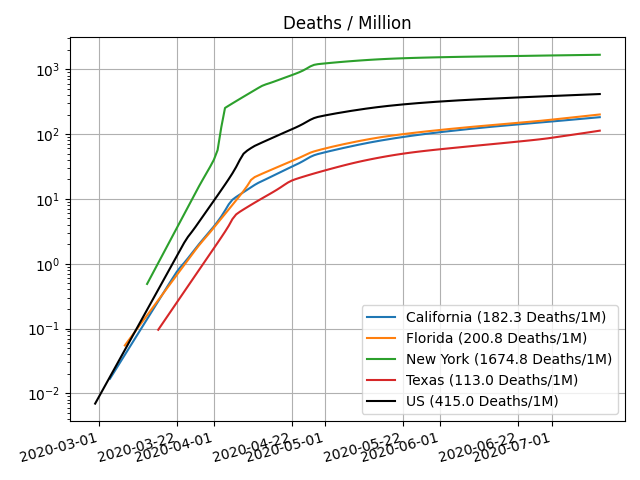 Deaths / Million
10³
10²
10¹
10⁰
10⁻¹
10⁻²
California (182.3 Deaths/1M)
Florida (200.8 Deaths/1M)
New York (1674.8 Deaths/1M)
Texas (113.0 Deaths/1M)
US (415.0 Deaths/1M)
2020-03-01 2020-03-22 2020-04-01 2020-04-22 2020-05-01 2020-05-22 2020-06-01 2020-06-22 2020-07-01